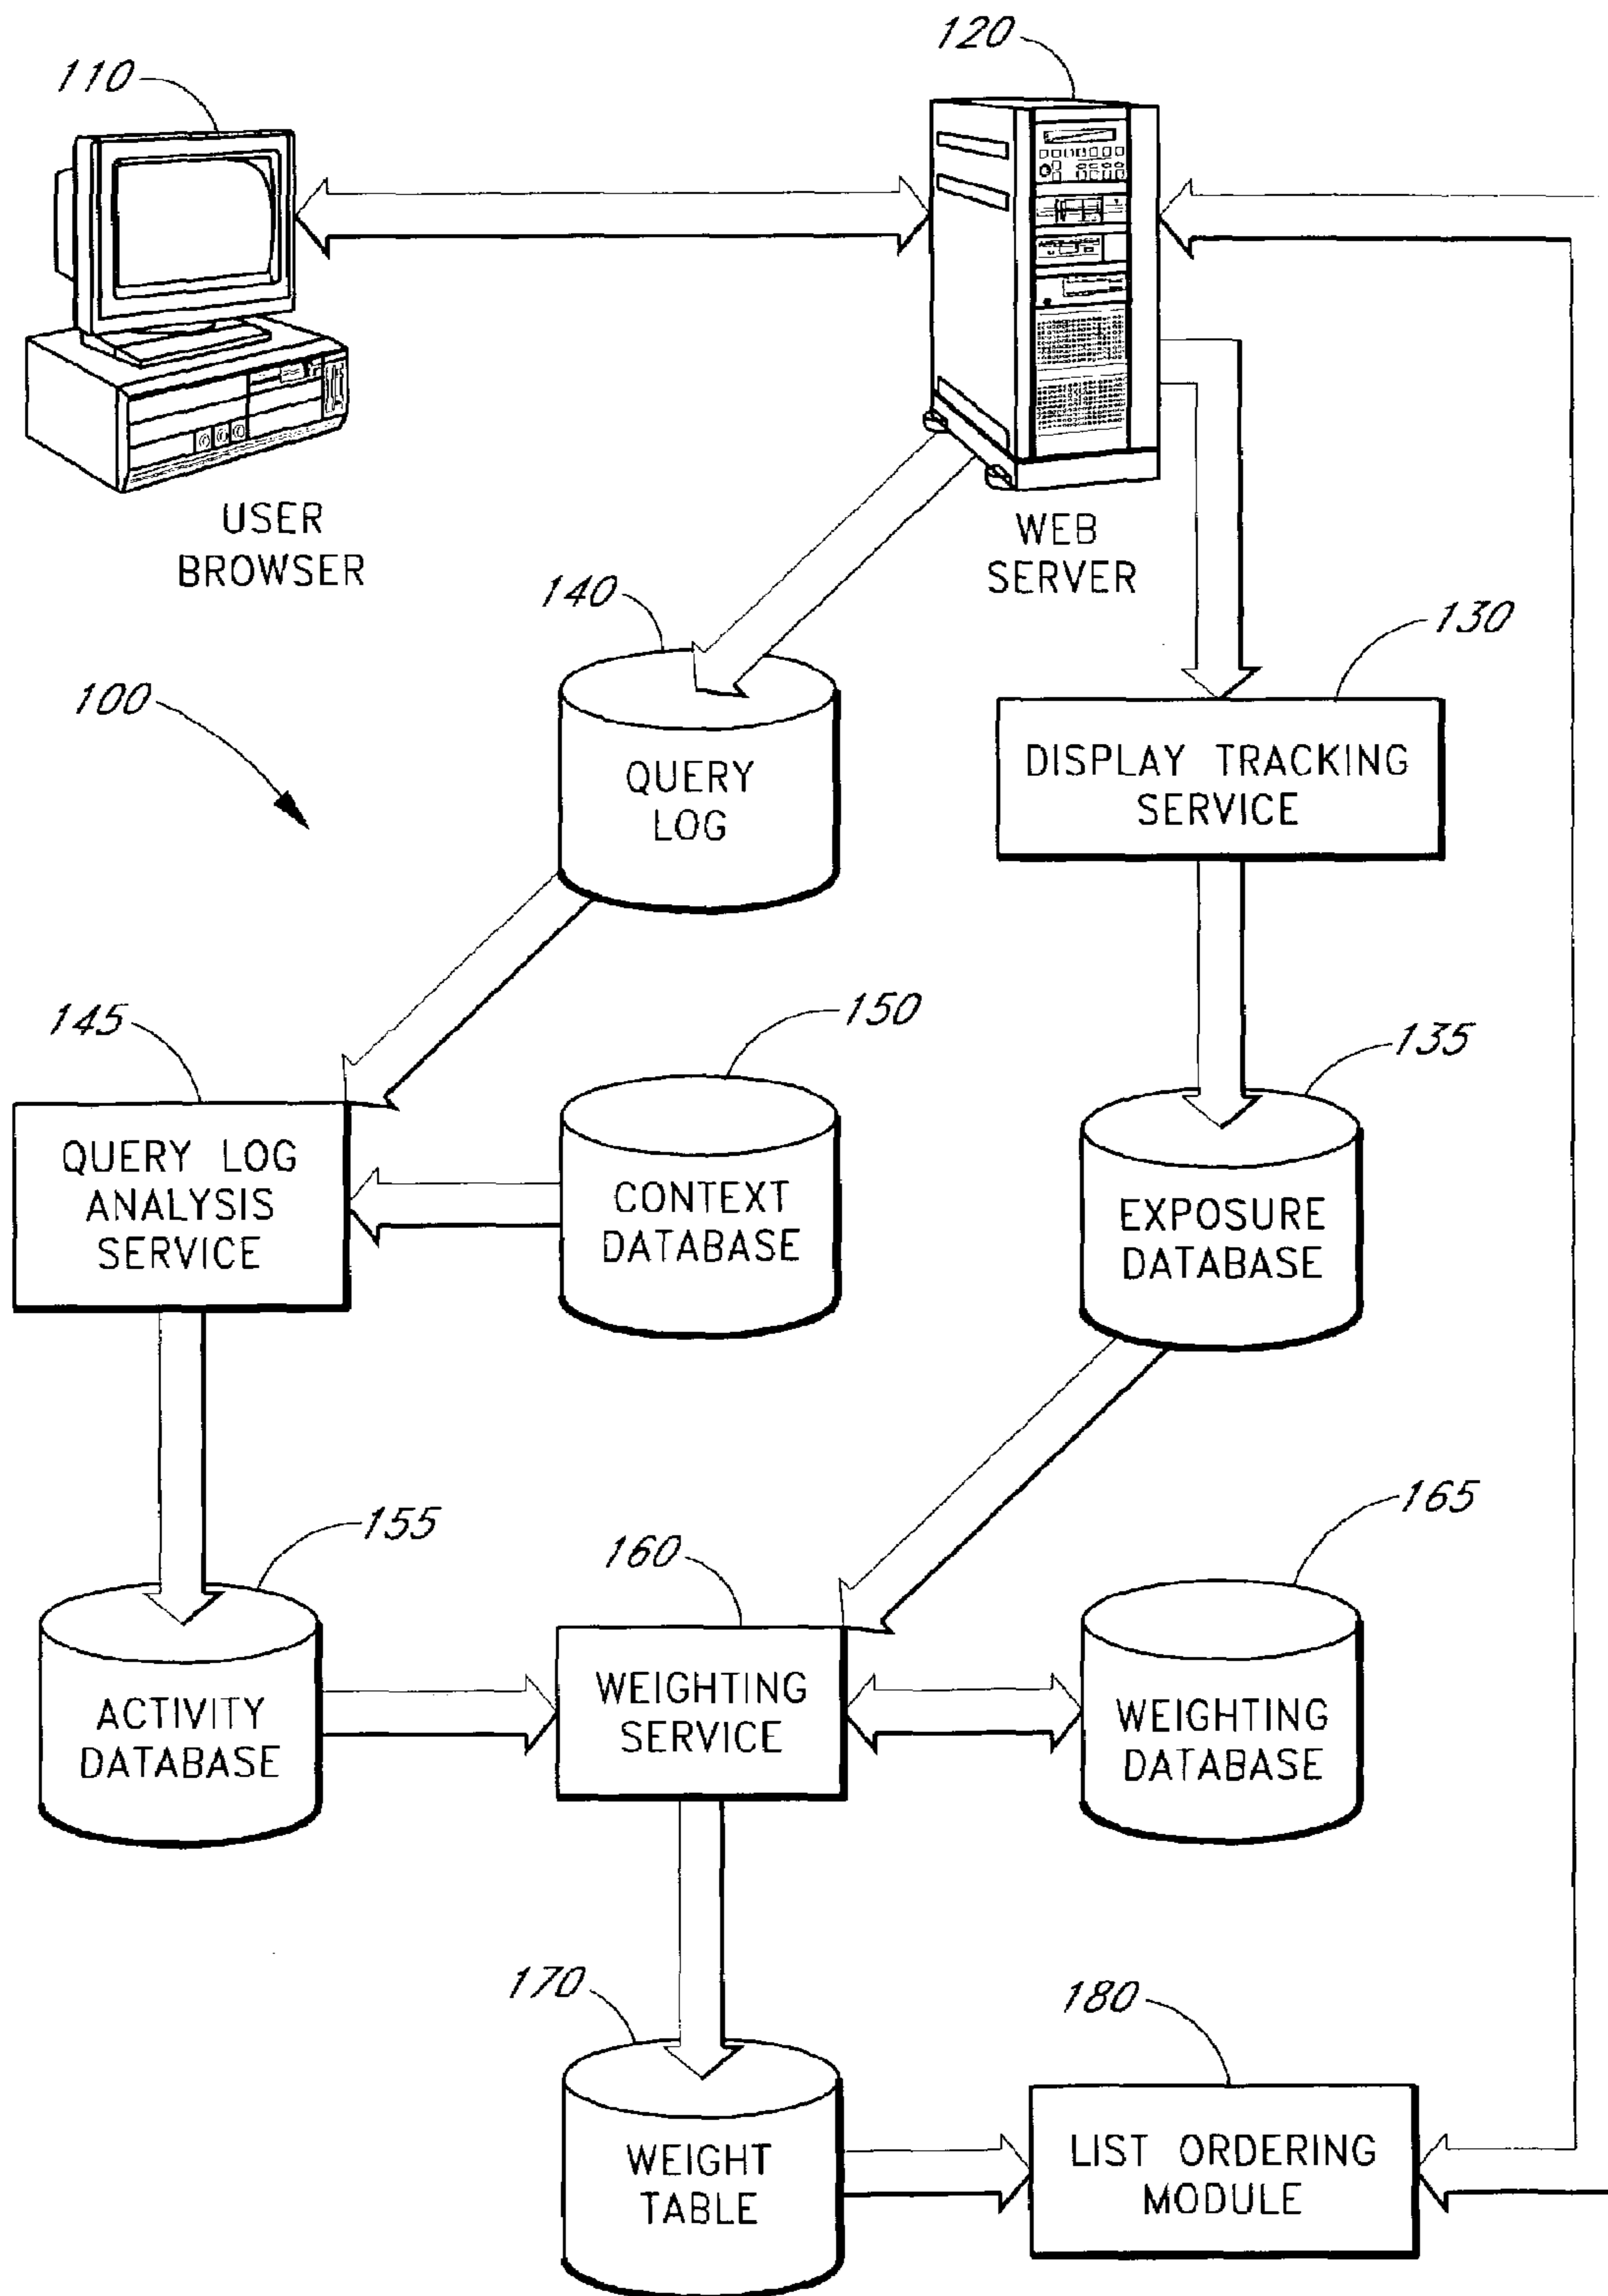 120
110
USER
BROWSER
WEB
SERVER
140
130
100
QUERY
LOG
DISPLAY TRACKING
SERVICE
145
150
135
QUERY LOG
ANALYSIS
SERVICE
CONTEXT
DATABASE
EXPOSURE
DATABASE
155
160
165
ACTIVITY
DATABASE
WEIGHTING
SERVICE
WEIGHTING
DATABASE
170
180
WEIGHT
TABLE
LIST ORDERING
MODULE